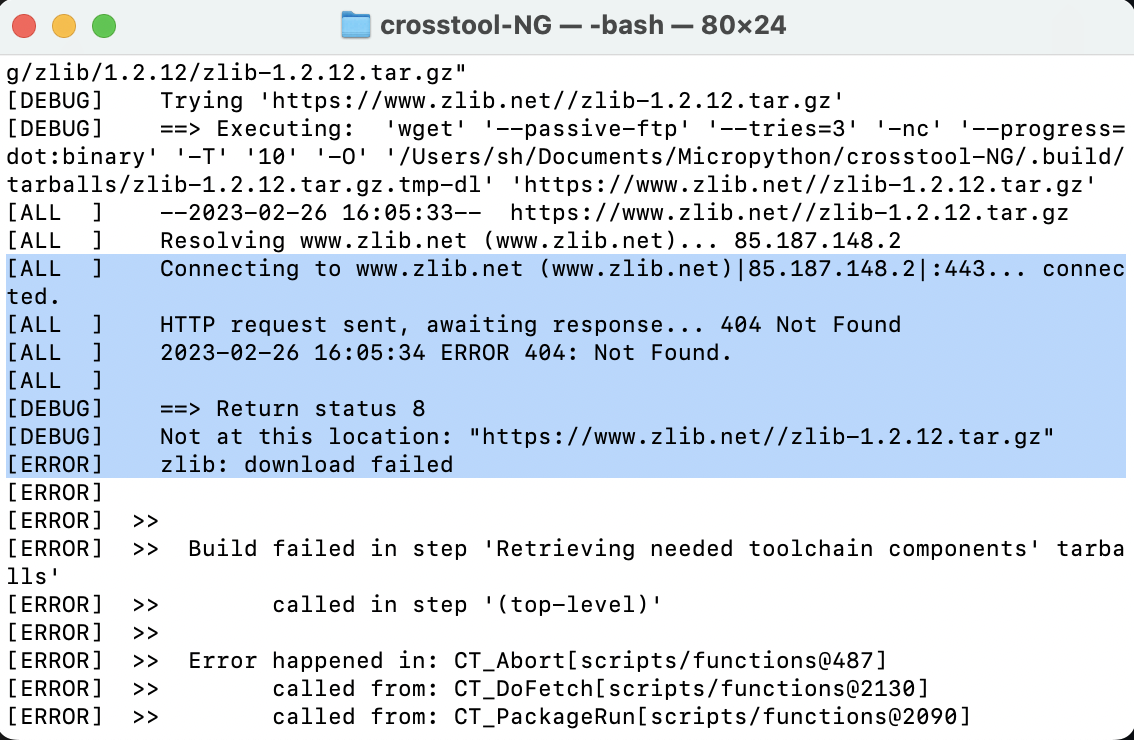 crosstool-NG — -bash — 80×24
g/zlib/1.2.12/zlib-1.2.12.tar.gz"
[DEBUG]    Trying 'https://www.zlib.net//zlib-1.2.12.tar.gz'
[DEBUG]    ==> Executing:  'wget' '--passive-ftp' '--tries=3' '-nc' '--progress=
dot:binary' '-T' '10' '-O' '/Users/sh/Documents/Micropython/crosstool-NG/.build/
tarballs/zlib-1.2.12.tar.gz.tmp-dl' 'https://www.zlib.net//zlib-1.2.12.tar.gz'
[ALL  ]    --2023-02-26 16:05:33--  https://www.zlib.net//zlib-1.2.12.tar.gz
[ALL  ]    Resolving www.zlib.net (www.zlib.net)... 85.187.148.2
[ALL  ]    Connecting to www.zlib.net (www.zlib.net)|85.187.148.2|:443... connec
ted.
[ALL  ]    HTTP request sent, awaiting response... 404 Not Found
[ALL  ]    2023-02-26 16:05:34 ERROR 404: Not Found.
[ALL  ]
[DEBUG]    ==> Return status 8
[DEBUG]    Not at this location: "https://www.zlib.net//zlib-1.2.12.tar.gz"
[ERROR]    zlib: download failed
[ERROR]
[ERROR]  >>
[ERROR]  >>  Build failed in step 'Retrieving needed toolchain components' tarba
lls'
[ERROR]  >>        called in step '(top-level)'
[ERROR]  >>
[ERROR]  >>  Error happened in: CT_Abort[scripts/functions@487]
[ERROR]  >>        called from: CT_DoFetch[scripts/functions@2130]
[ERROR]  >>        called from: CT_PackageRun[scripts/functions@2090]